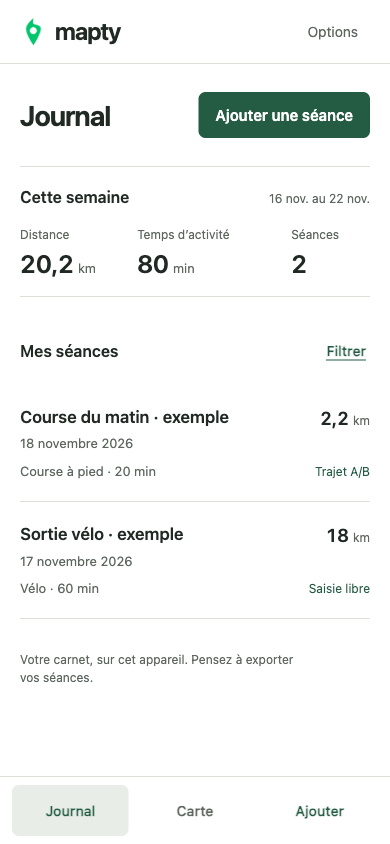 mapty
Options
Journal
Ajouter une séance
Cette semaine
16 nov. au 22 nov.
Distance
Temps d’activité
Séances
20,2 km
80 min
2
Mes séances
Filtrer
Course du matin · exemple
2,2 km
18 novembre 2026
Course à pied · 20 min
Trajet A/B
Sortie vélo · exemple
18 km
17 novembre 2026
Vélo · 60 min
Saisie libre
Votre carnet, sur cet appareil. Pensez à exporter
vos séances.
Journal
Carte
Ajouter